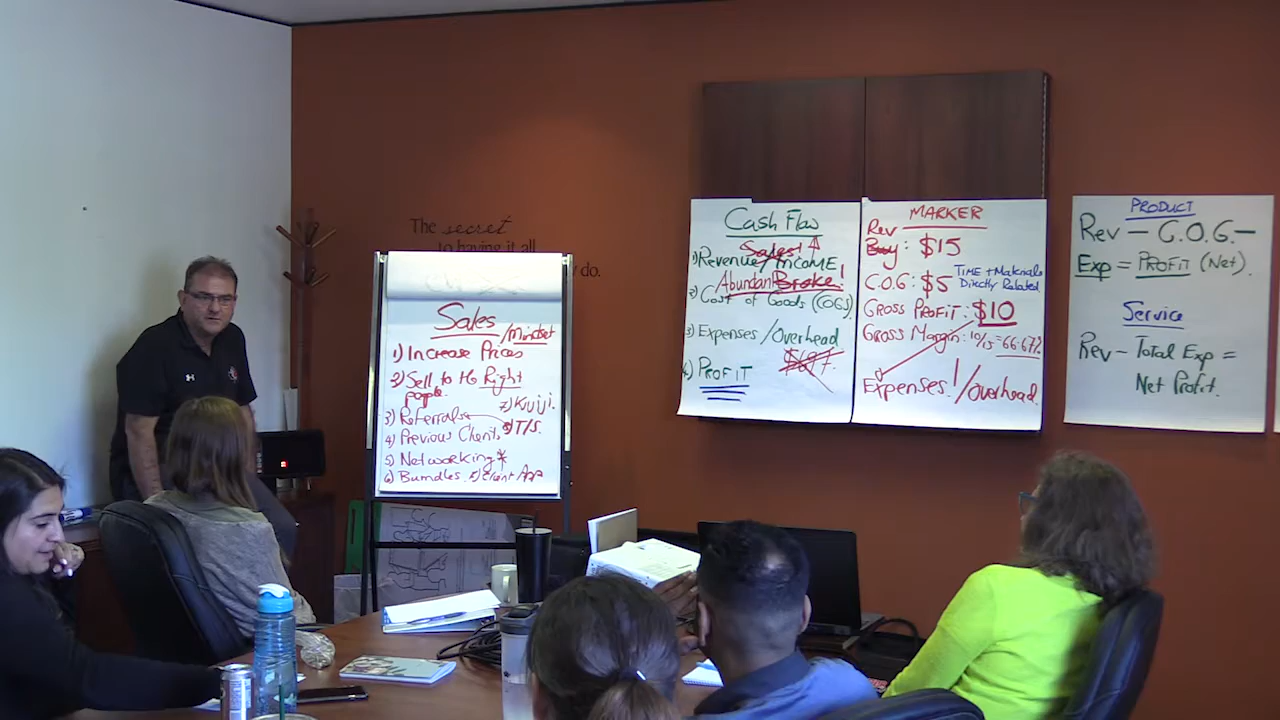 The secret
to having it all
do.
Sales
/Mindset
1) Increase Prices
2) Sell to the Right
people.
7) Kijiji.
3) Referrals
8) T/S.
4) Previous Clients
5) Networking *
6) Bundles
Client App
Cash Flow
Sales!
1) Revenue/INCOME
Abundant Broke!
2) Cost of Goods (COGS)
3) Expenses/Overhead
4) PROFIT
MARKER
Rev
Buy: $15
C.O.G: $5 TIME + Materials
Directly Related.
GROSS PROFIT: $10
Gross Margin: 10/15 = 66.67%
Expenses!/Overhead.
PRODUCT
Rev - C.O.G. -
Exp = PROFIT (Net).
Service
Rev - Total Exp =
Net Profit.